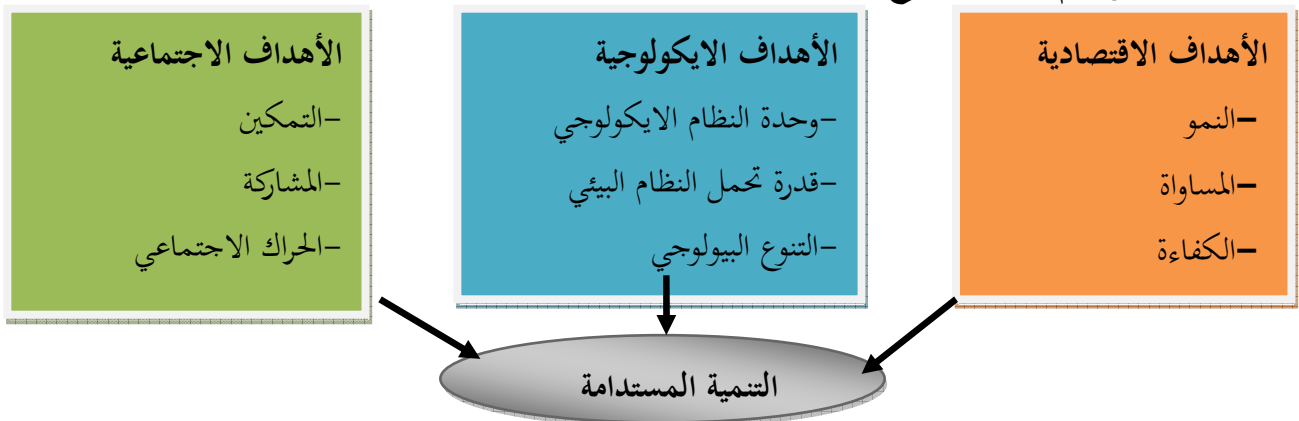 الأهداف الاقتصادية
–النمو
–المساواة
–الكفاءة
الأهداف الايكولوجية
–وحدة النظام الايكولوجي
–قدرة تحمل النظام البيئي
–التنوع البيولوجي
الأهداف الاجتماعية
–التمكين
–المشاركة
–الحراك الاجتماعي
التنمية المستدامة